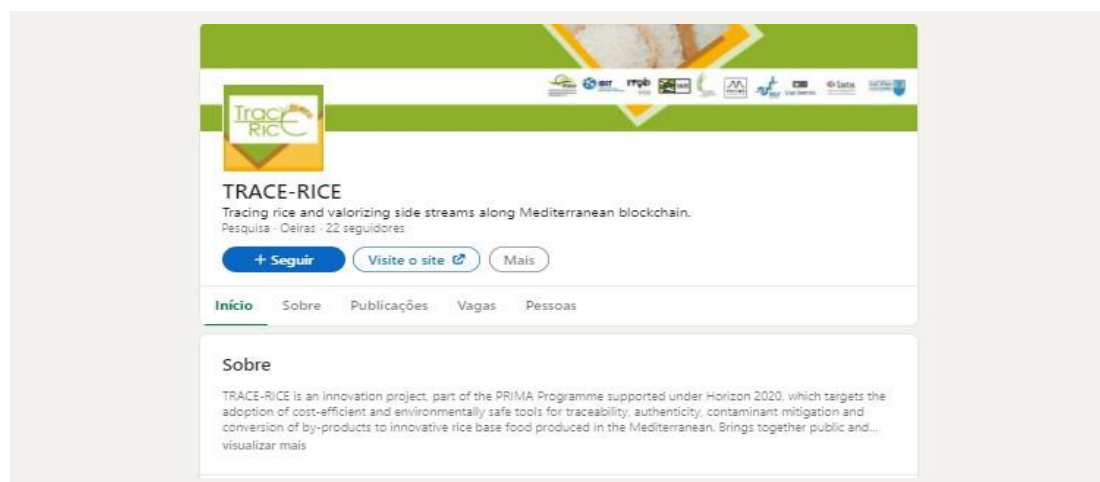 Trace
RICE
TRACE-RICE
Tracing rice and valorizing side streams along Mediterranean blockchain.
Pesquisa · Oeiras · 22 seguidores
+ Seguir Visite o site Mais
Início Sobre Publicações Vagas Pessoas
Sobre
TRACE-RICE is an innovation project, part of the PRIMA Programme supported under Horizon 2020, which targets the
adoption of cost-efficient and environmentally safe tools for traceability, authenticity, contaminant mitigation and
conversion of by-products to innovative rice base food produced in the Mediterranean. Brings together public and...
visualizar mais